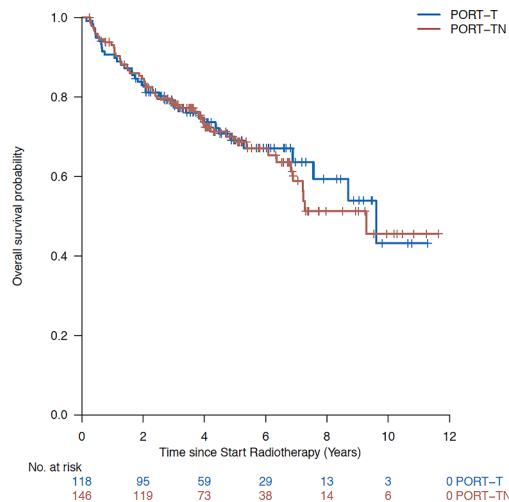 PORT–T
PORT–TN
Overall survival probability
1.0
0.8
0.6
0.4
0.2
0.0
0 2 4 6 8 10 12
Time since Start Radiotherapy (Years)
No. at risk
118 95 59 29 13 3 0 PORT–T
146 119 73 38 14 6 0 PORT–TN